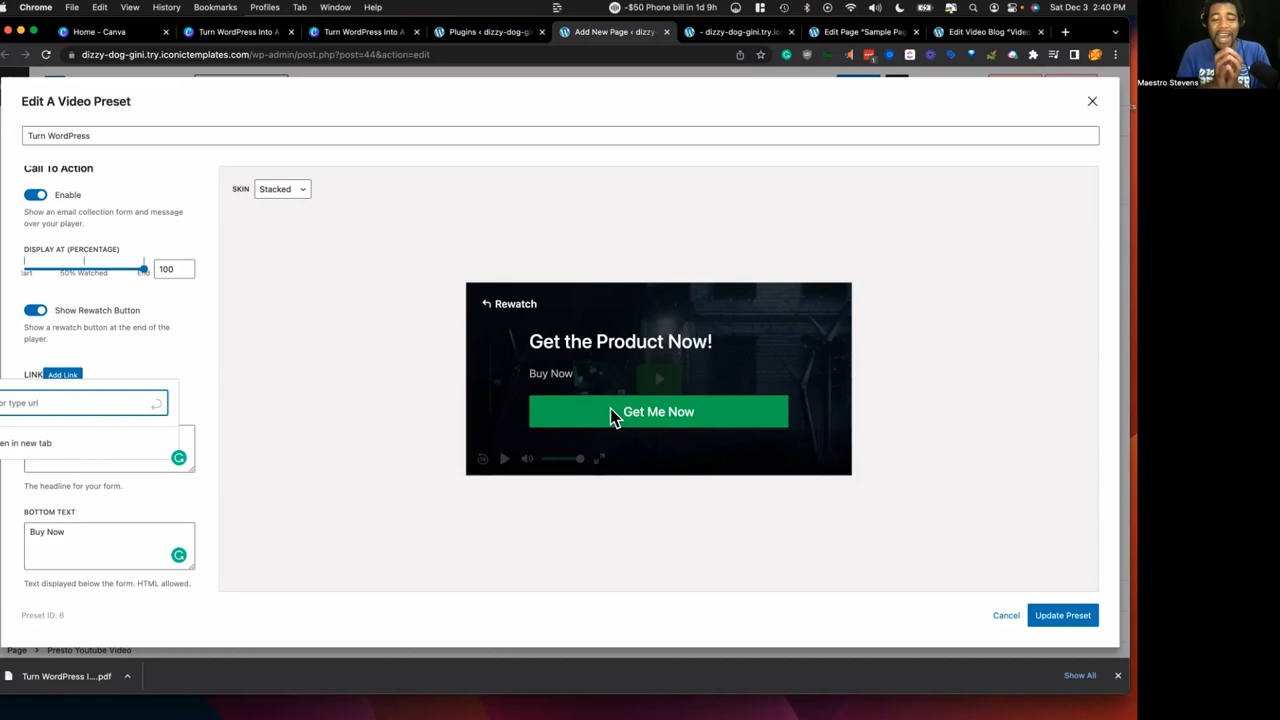 Chrome File Edit View History Bookmarks Profiles Tab Window Help -$50 Phone bill in 1d 9h Sat Dec 3 2:40 PM
Home - Canva Turn WordPress Into A Turn WordPress Into A Plugins ‹ dizzy-dog-gi Add New Page ‹ dizzy - dizzy-dog-gini.try.ic Edit Page "Sample Pag Edit Video Blog "Video
dizzy-dog-gini.try.iconictemplates.com/wp-admin/post.php?post=44&action=edit
Maestro Stevens
Edit A Video Preset
Turn WordPress
Call To Action
SKIN Stacked
Enable
Show an email collection form and message
over your player.
DISPLAY AT (PERCENTAGE)
100
50% Watched End
Rewatch
Show Rewatch Button
Show a rewatch button at the end of the
player.
Get the Product Now!
LINK Add Link
Buy Now
or type url
Get Me Now
en in new tab
10
The headline for your form.
BOTTOM TEXT
Buy Now
Text displayed below the form. HTML allowed.
Preset ID: 6
Cancel Update Preset
Page > Presto Youtube Video
Turn WordPress I....pdf
Show All